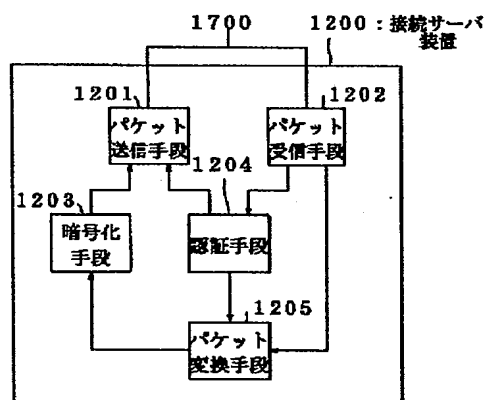 1700
1200:接続サーバ
装置
1201
パケット
送信手段
1202
パケット
受信手段
1203
暗号化
手段
1204
認証手段
1205
パケット
変換手段